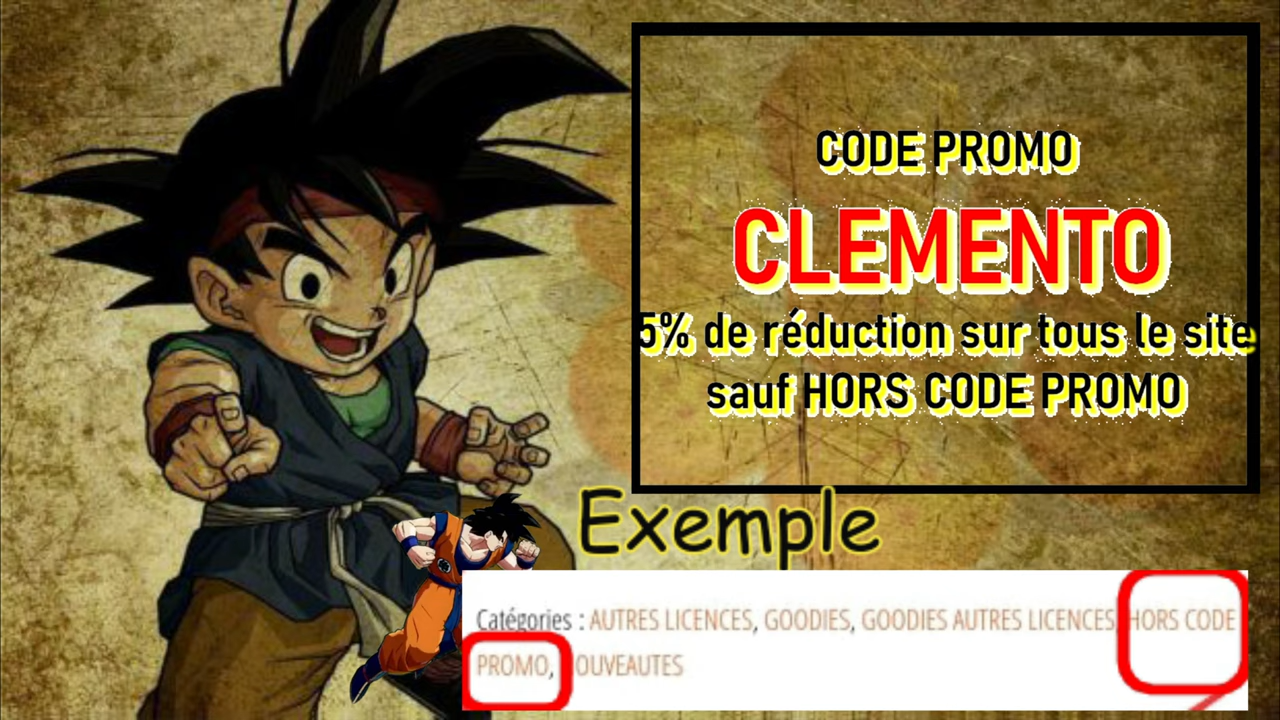 CODE PROMO
CLEMENTO
5% de réduction sur tous le site
sauf HORS CODE PROMO
Exemple
Catégories : AUTRES LICENCES, GOODIES, GOODIES AUTRES LICENCES, HORS CODE
PROMO, OUVEAUTES